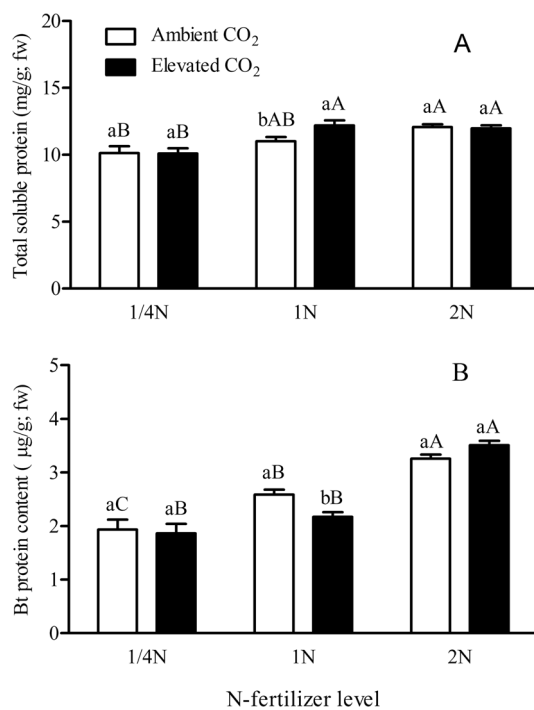 Total soluble protein (mg/g; fw)
20
15
10
5
0
Ambient CO₂
Elevated CO₂
A
aB
aB
bAB
aA
aA
aA
1/4N
1N
2N
Bt protein content ( μg/g; fw)
5
4
3
2
1
0
B
aC
aB
aB
bB
aA
aA
1/4N
1N
2N
N-fertilizer level